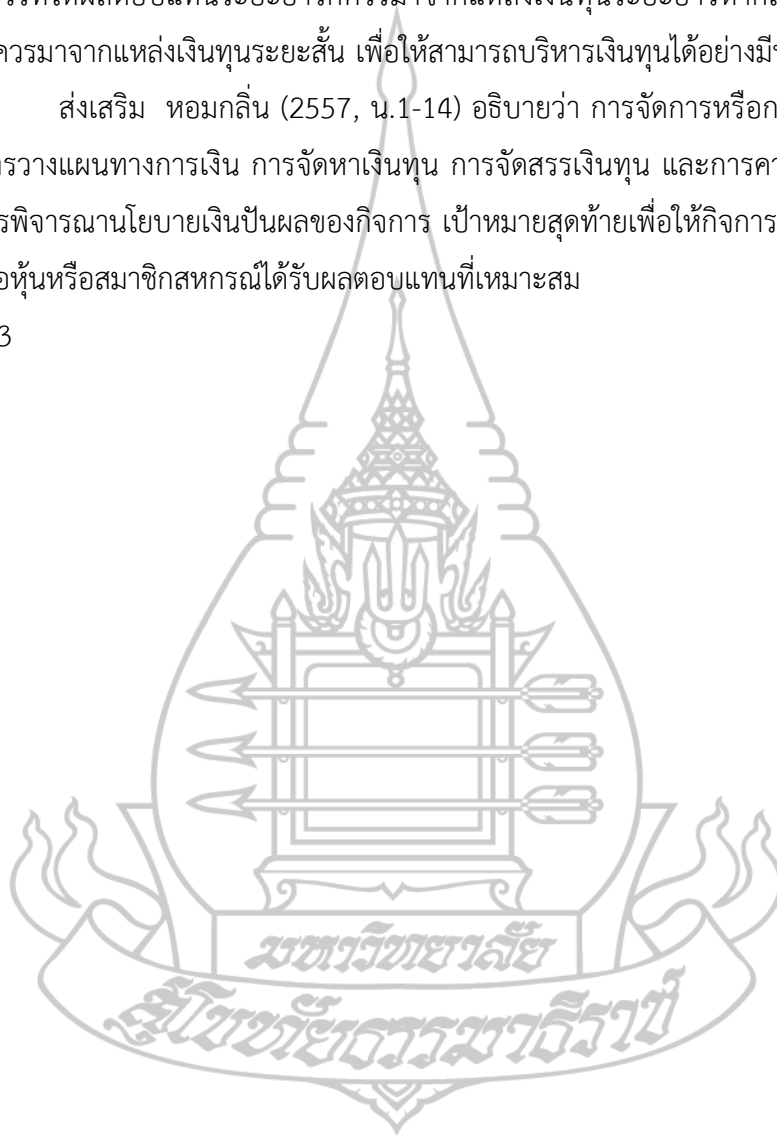 ควรมาจากแหล่งเงินทุนระยะสั้น เพื่อให้สามารถบริหารเงินทุนได้อย่างมี
ส่งเสริม หอมกลิ่น (2557, น.1-14) อธิบายว่า การจัดการหรือ
รวางแผนทางการเงิน การจัดหาเงินทุน การจัดสรรเงินทุน และการ
รพิจารณานโยบายเงินปันผลของกิจการ เป้าหมายสุดท้ายเพื่อให้กิจการ
อหุ้นหรือสมาชิกสหกรณ์ได้รับผลตอบแทนที่เหมาะสม
3
มหาวิทยาลัย
สุโขทัยธรรมาธิราช